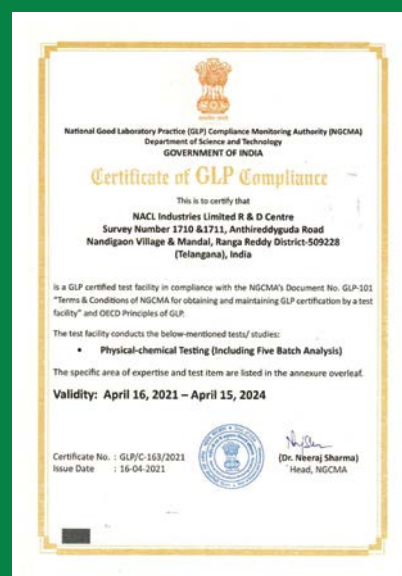 National Good Laboratory Practice (GLP) Compliance Monitoring Authority (NGCMA)
Department of Science and Technology
GOVERNMENT OF INDIA
Certificate of GLP Compliance
This is to certify that
NACL Industries Limited R & D Centre
Survey Number 1710 &1711, Anthireddyguda Road
Nandigaon Village & Mandal, Ranga Reddy District-509228
(Telangana), India
is a GLP certified test facility in compliance with the NGCMA's Document No. GLP-101
"Terms & Conditions of NGCMA for obtaining and maintaining GLP certification by a test
facility" and OECD Principles of GLP.
The test facility conducts the below-mentioned tests/ studies:
• Physical-chemical Testing (Including Five Batch Analysis)
The specific area of expertise and test item are listed in the annexure overleaf.
Validity: April 16, 2021 – April 15, 2024
Certificate No. : GLP/C-163/2021
Issue Date : 16-04-2021
(Dr. Neeraj Sharma)
Head, NGCMA